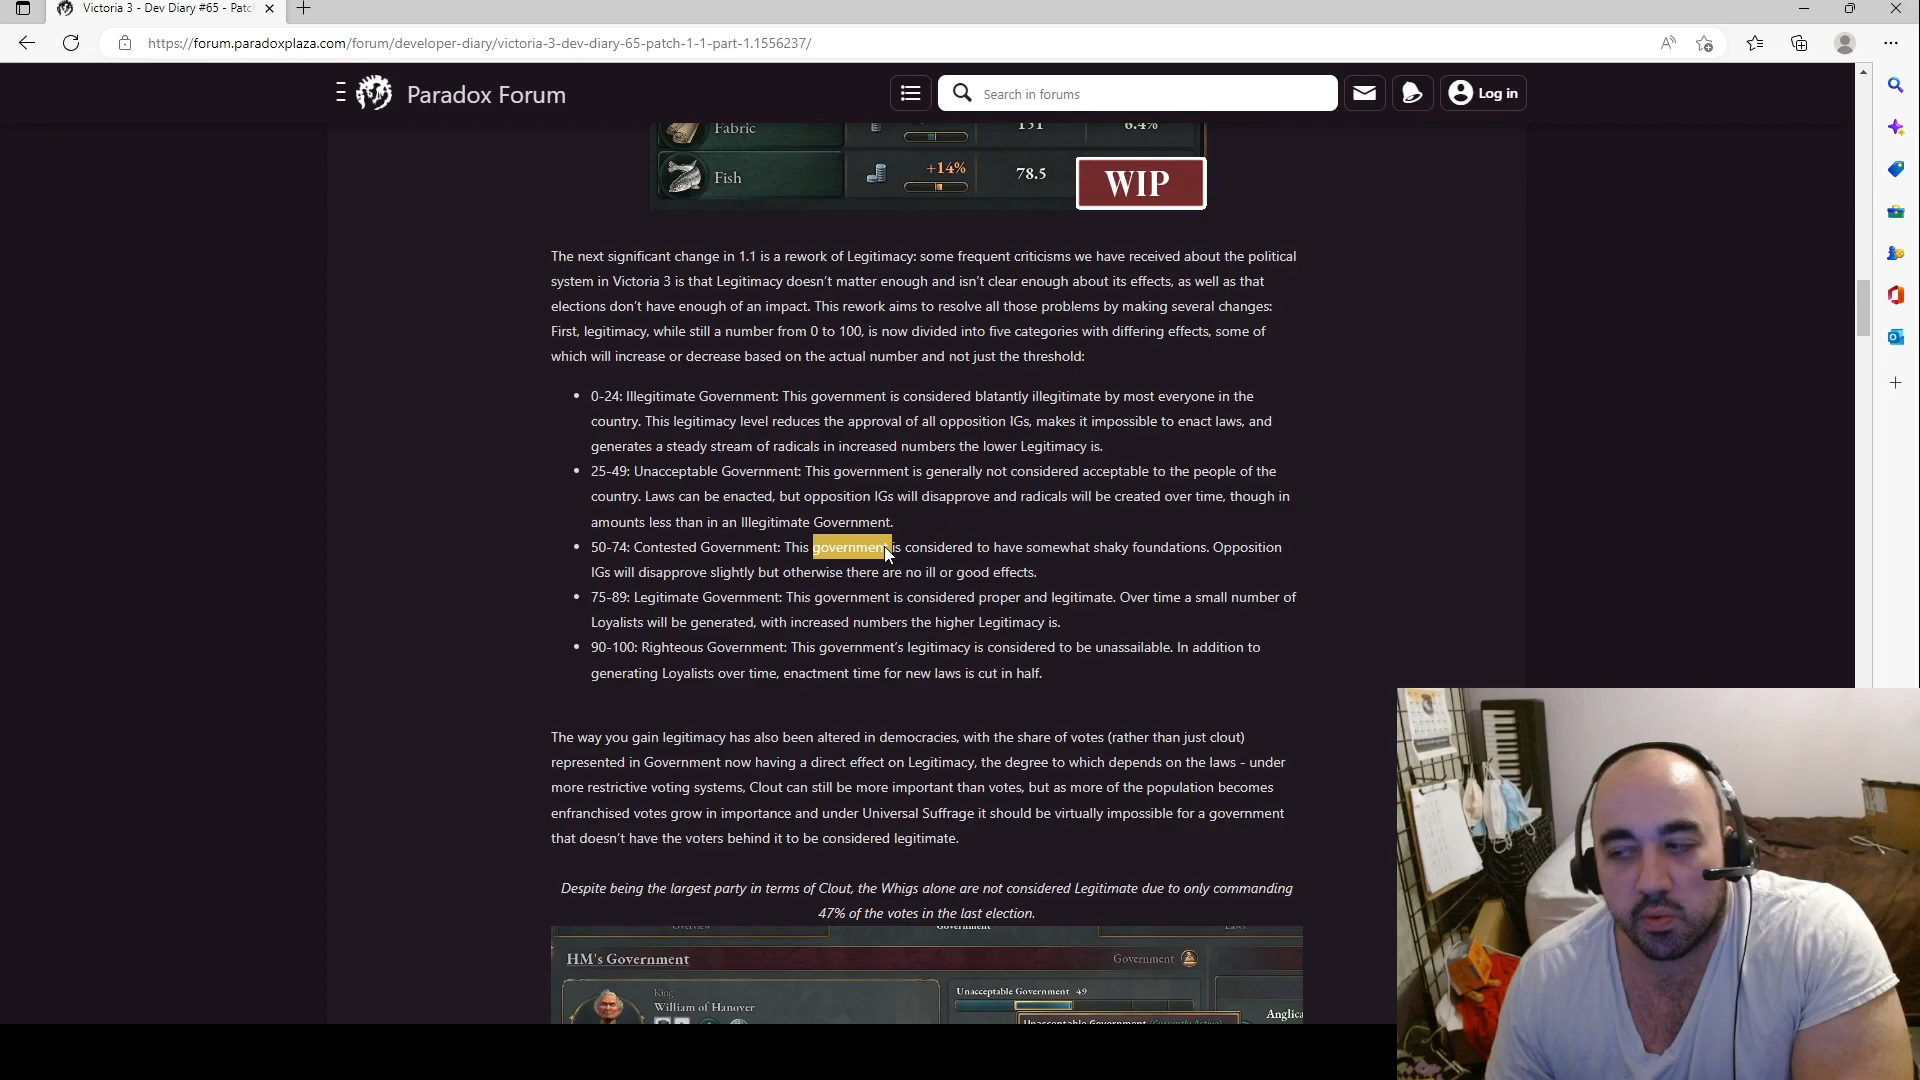 Victoria 3 - Dev Diary #65 - Patc
https://forum.paradoxplaza.com/forum/developer-diary/victoria-3-dev-diary-65-patch-1-1-part-1.1556237/
Paradox Forum
Search in forums
Log in
Fabric
131
6.4%
Fish
+14%
78.5
WIP
The next significant change in 1.1 is a rework of Legitimacy: some frequent criticisms we have received about the political
system in Victoria 3 is that Legitimacy doesn't matter enough and isn't clear enough about its effects, as well as that
elections don't have enough of an impact. This rework aims to resolve all those problems by making several changes:
First, legitimacy, while still a number from 0 to 100, is now divided into five categories with differing effects, some of
which will increase or decrease based on the actual number and not just the threshold:
• 0-24: Illegitimate Government: This government is considered blatantly illegitimate by most everyone in the
country. This legitimacy level reduces the approval of all opposition IGs, makes it impossible to enact laws, and
generates a steady stream of radicals in increased numbers the lower Legitimacy is.
• 25-49: Unacceptable Government: This government is generally not considered acceptable to the people of the
country. Laws can be enacted, but opposition IGs will disapprove and radicals will be created over time, though in
amounts less than in an Illegitimate Government.
• 50-74: Contested Government: This government is considered to have somewhat shaky foundations. Opposition
IGs will disapprove slightly but otherwise there are no ill or good effects.
• 75-89: Legitimate Government: This government is considered proper and legitimate. Over time a small number of
Loyalists will be generated, with increased numbers the higher Legitimacy is.
• 90-100: Righteous Government: This government's legitimacy is considered to be unassailable. In addition to
generating Loyalists over time, enactment time for new laws is cut in half.
The way you gain legitimacy has also been altered in democracies, with the share of votes (rather than just clout)
represented in Government now having a direct effect on Legitimacy, the degree to which depends on the laws - under
more restrictive voting systems, Clout can still be more important than votes, but as more of the population becomes
enfranchised votes grow in importance and under Universal Suffrage it should be virtually impossible for a government
that doesn't have the voters behind it to be considered legitimate.
Despite being the largest party in terms of Clout, the Whigs alone are not considered Legitimate due to only commanding
47% of the votes in the last election.
Overview
Government
Laws
HM's Government
Government
King
William of Hanover
Unacceptable Government 49
Unacceptable Government (Currently Active)
Anglica